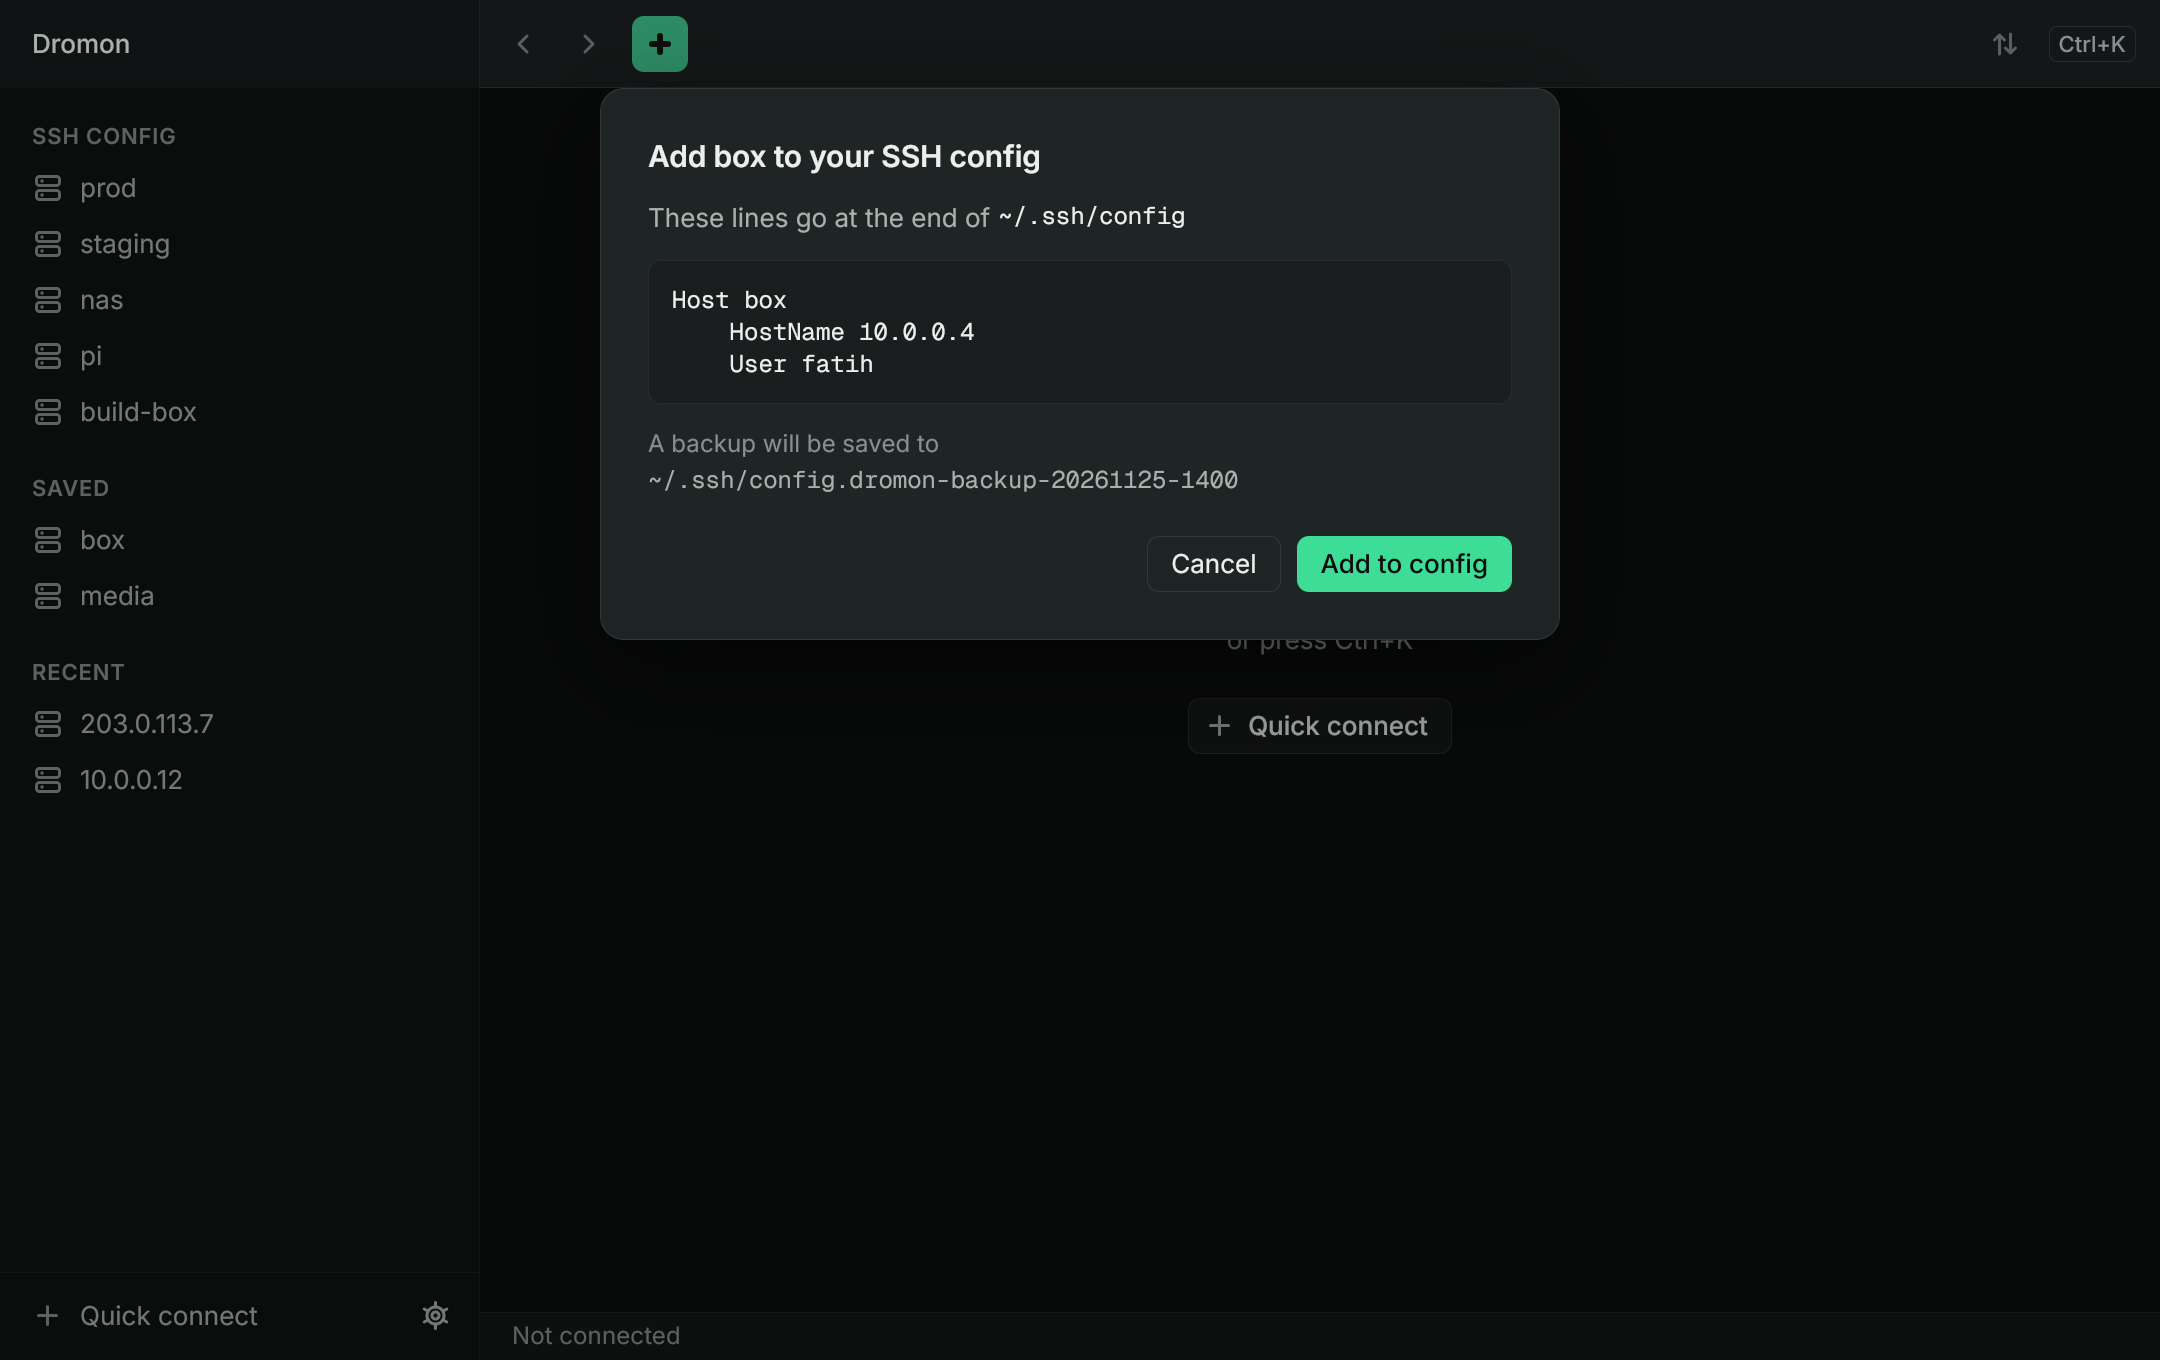 Dromon
Ctrl+K
SSH CONFIG
prod
staging
nas
pi
build-box
SAVED
box
media
RECENT
203.0.113.7
10.0.0.12
Quick connect
Add box to your SSH config
These lines go at the end of ~/.ssh/config
Host box
    HostName 10.0.0.4
    User fatih
A backup will be saved to
~/.ssh/config.dromon-backup-20261125-1400
Cancel
Add to config
or press Ctrl+K
Quick connect
Not connected